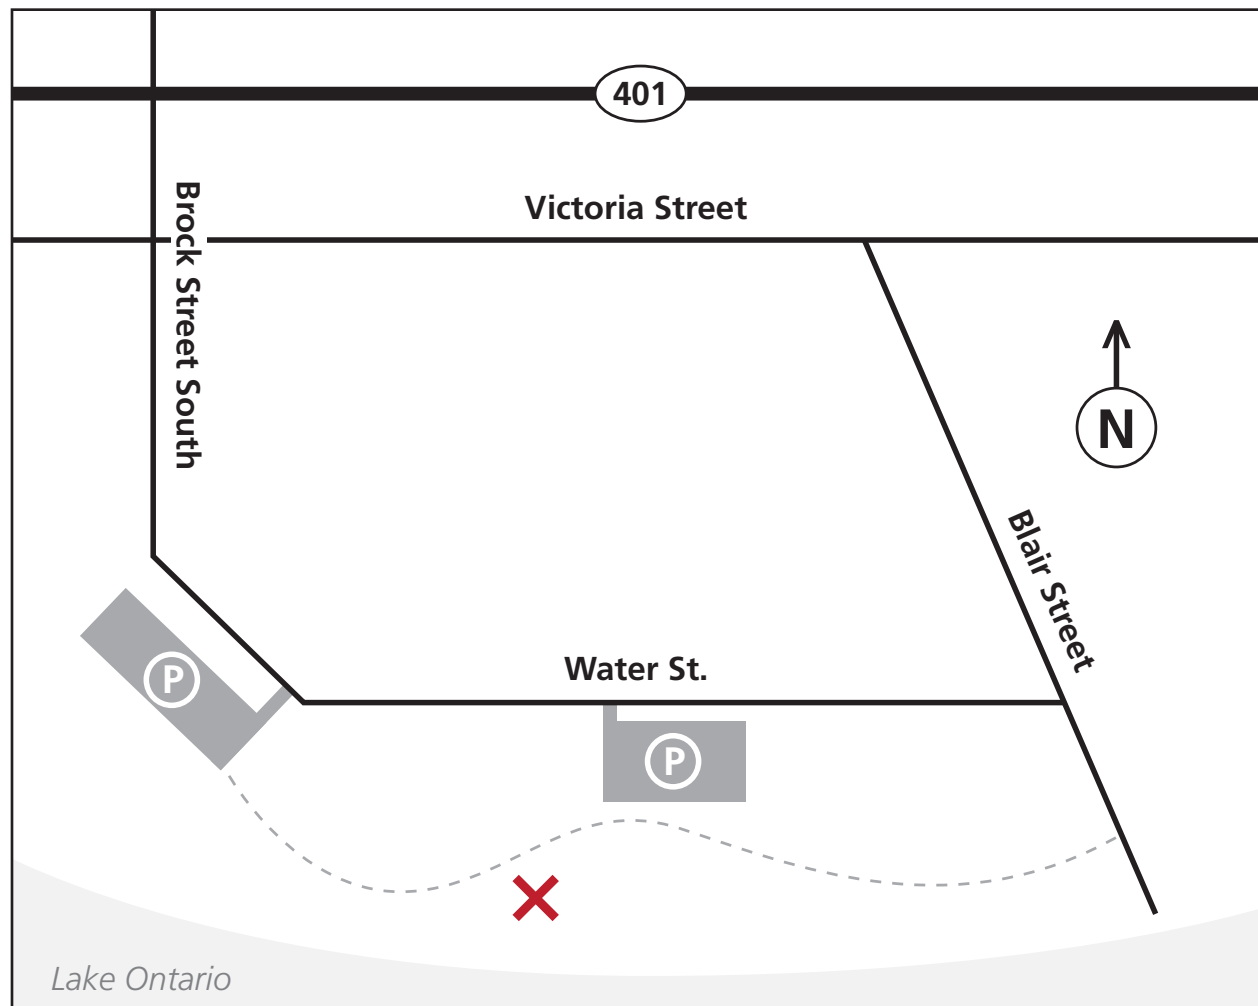 401
Victoria Street
Brock Street South
N
Blair Street
Water St.
P
P
Lake Ontario